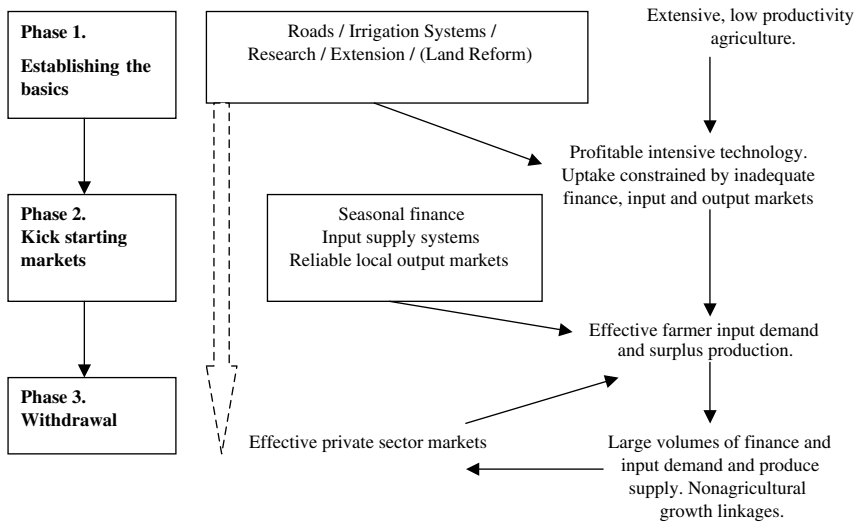 Phase 1.
Establishing the
basics
Roads / Irrigation Systems /
Research / Extension / (Land Reform)
Extensive, low productivity
agriculture.
Profitable intensive technology.
Uptake constrained by inadequate
finance, input and output markets
Phase 2.
Kick starting
markets
Seasonal finance
Input supply systems
Reliable local output markets
Effective farmer input demand
and surplus production.
Phase 3.
Withdrawal
Effective private sector markets
Large volumes of finance and
input demand and produce
supply. Nonagricultural
growth linkages.